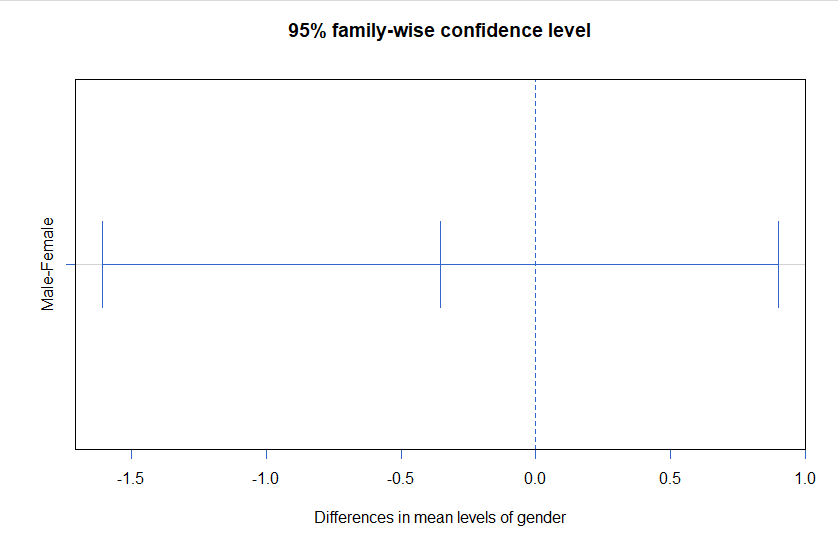 95% family-wise confidence level
Male-Female
-1.5 -1.0 -0.5 0.0 0.5 1.0
Differences in mean levels of gender